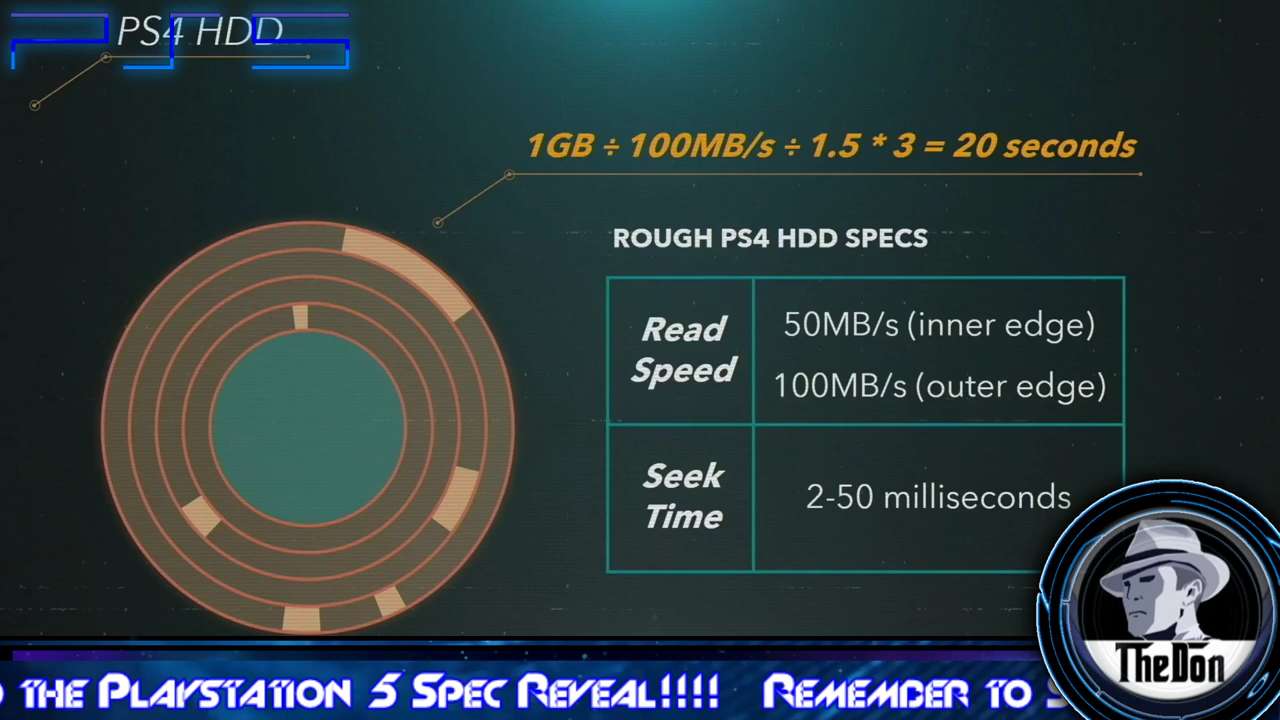 PS4 HDD
PS5
1GB ÷ 100MB/s ÷ 1.5 * 3 = 20 seconds
ROUGH PS4 HDD SPECS
Read Speed
50MB/s (inner edge)
100MB/s (outer edge)
Seek Time
2-50 milliseconds
TheDon
the Playstation 5 Spec Reveal!!!! Remember to